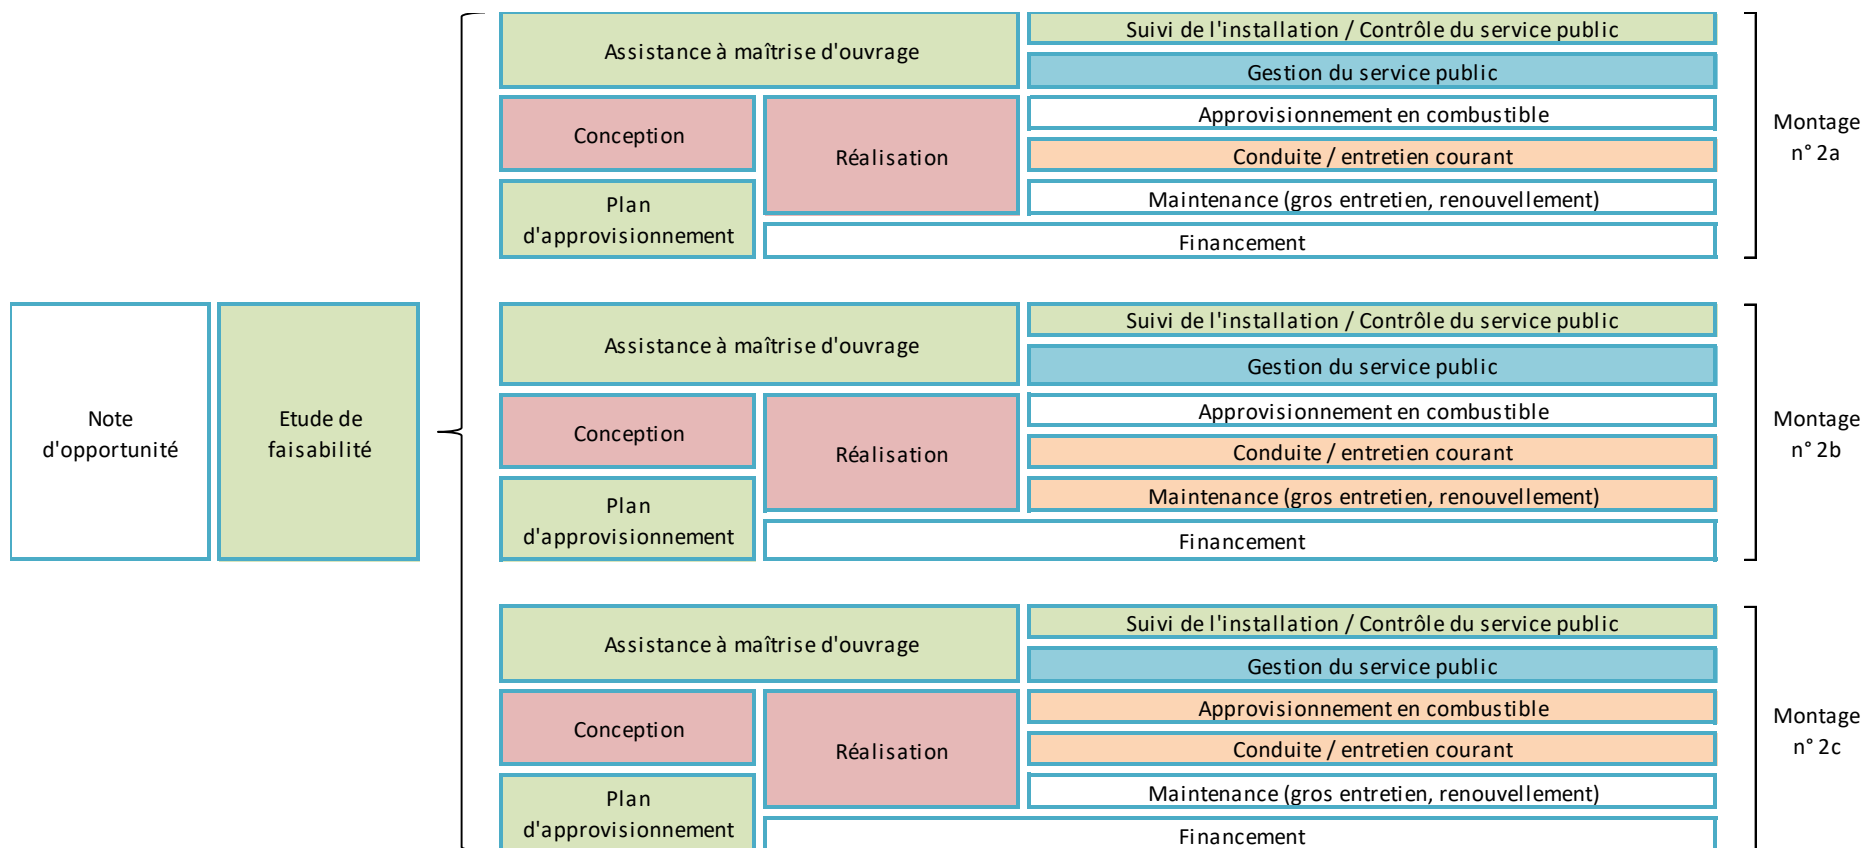 Note
d'opportunité
Etude de
faisabilité
Assistance à maîtrise d'ouvrage
Suivi de l'installation / Contrôle du service public
Gestion du service public
Conception
Réalisation
Approvisionnement en combustible
Conduite / entretien courant
Plan
d'approvisionnement
Maintenance (gros entretien, renouvellement)
Financement
Montage
n° 2a
Assistance à maîtrise d'ouvrage
Suivi de l'installation / Contrôle du service public
Gestion du service public
Conception
Réalisation
Approvisionnement en combustible
Conduite / entretien courant
Plan
d'approvisionnement
Maintenance (gros entretien, renouvellement)
Financement
Montage
n° 2b
Assistance à maîtrise d'ouvrage
Suivi de l'installation / Contrôle du service public
Gestion du service public
Conception
Réalisation
Approvisionnement en combustible
Conduite / entretien courant
Plan
d'approvisionnement
Maintenance (gros entretien, renouvellement)
Financement
Montage
n° 2c